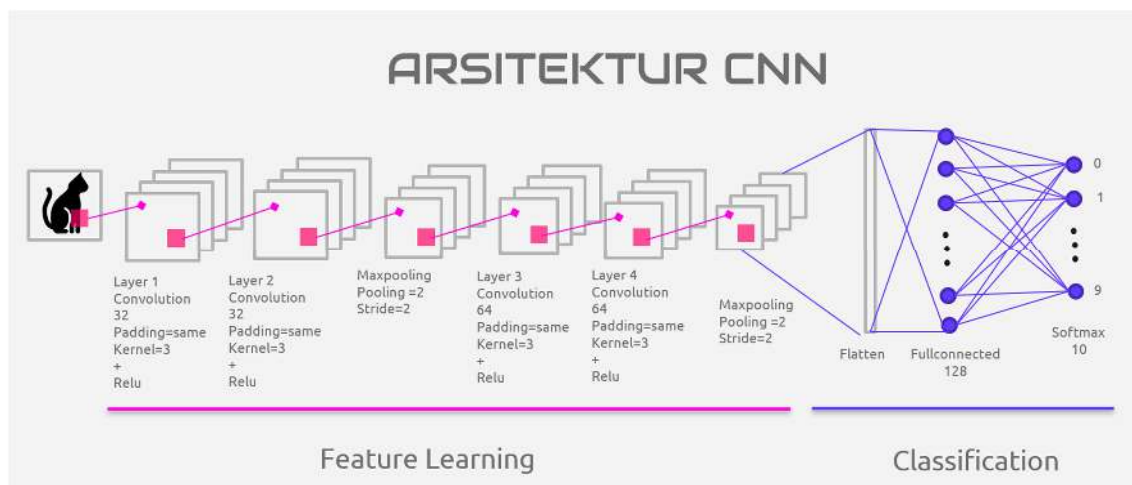 ARSITEKTUR CNN
Layer 1
Convolution
32
Padding=same
Kernel=3
+
Relu
Layer 2
Convolution
32
Padding=same
Kernel=3
+
Relu
Maxpooling
Pooling =2
Stride=2
Layer 3
Convolution
64
Padding=same
Kernel=3
+
Relu
Layer 4
Convolution
64
Padding=same
Kernel=3
+
Relu
Maxpooling
Pooling =2
Stride=2
Flatten
Fullconnected
128
0
1
9
Softmax
10
Feature Learning
Classification